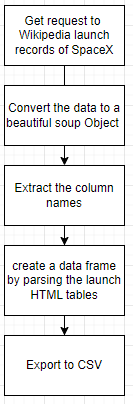 Get request to
Wikipedia launch
records of SpaceX
Convert the data to a
beautiful soup Object
Extract the column
names
create a data frame
by parsing the launch
HTML tables
Export to CSV